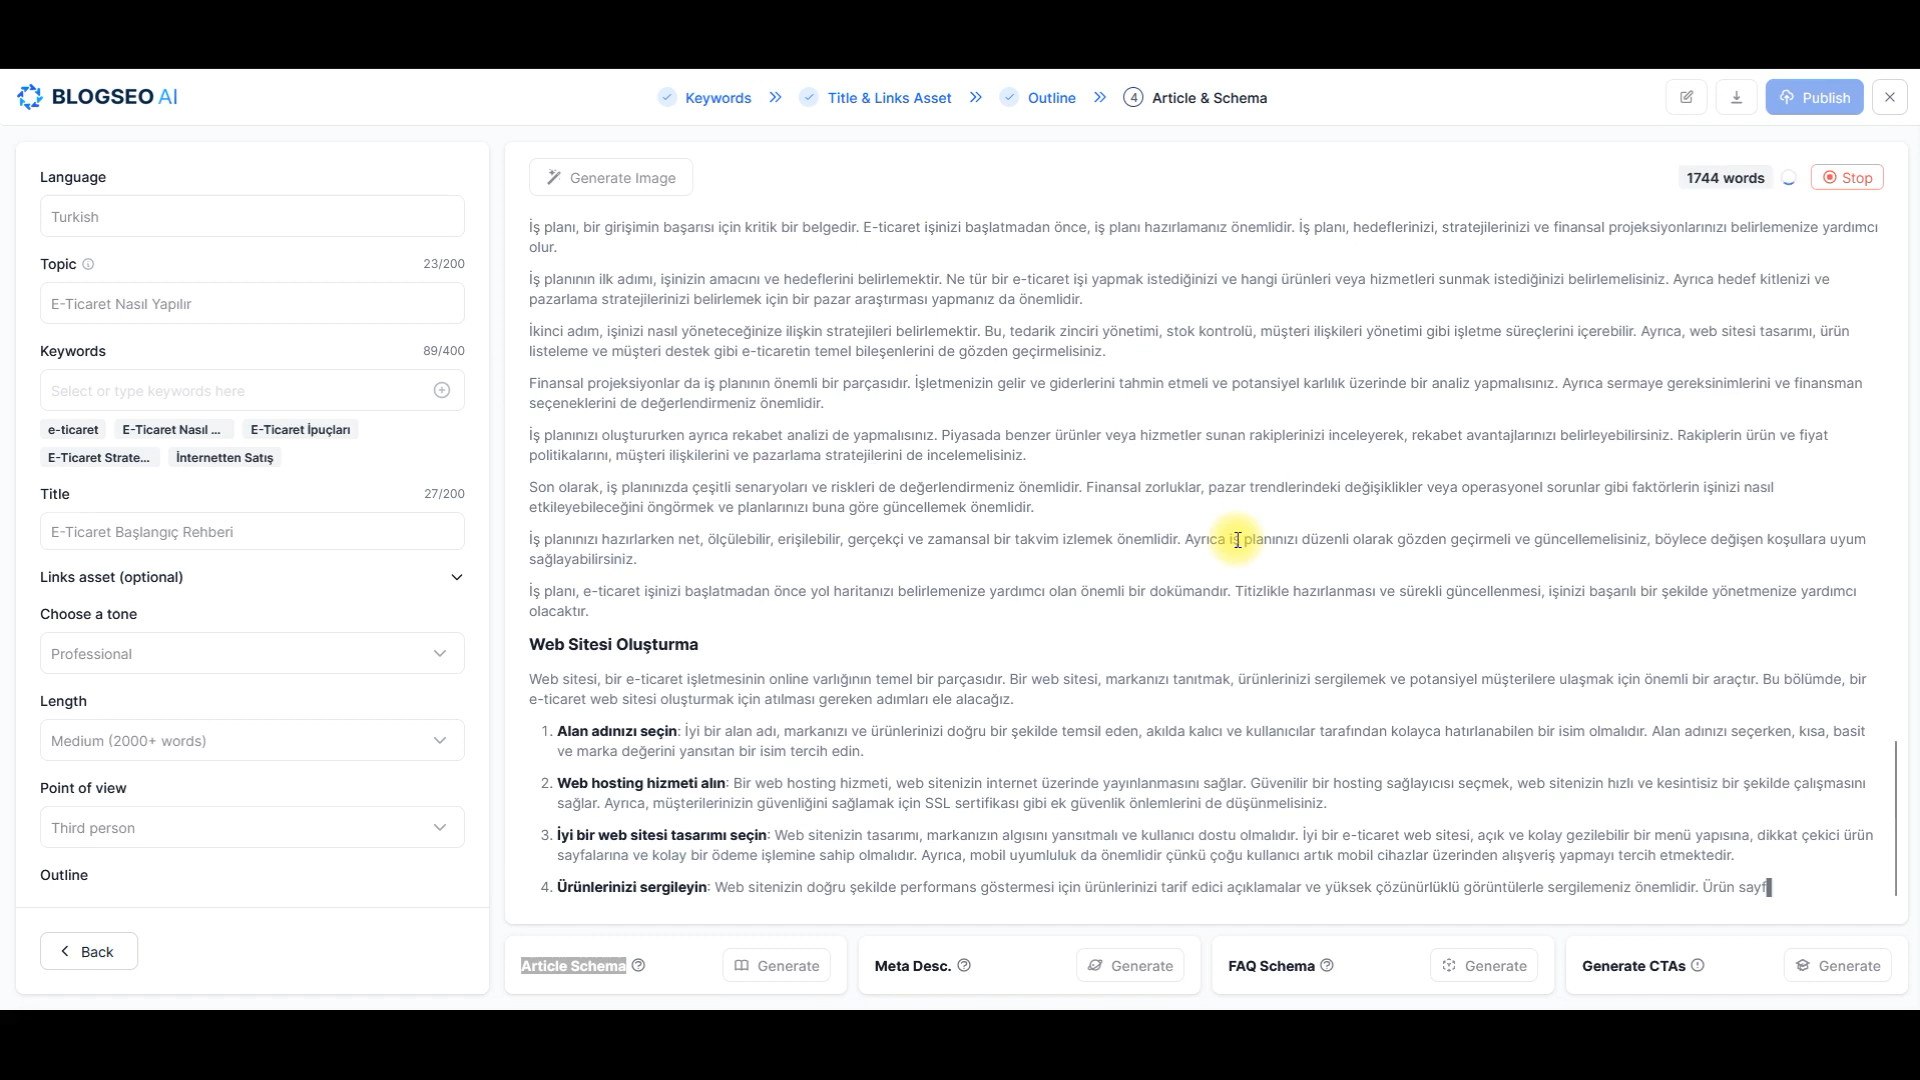 BLOGSEO AI
Keywords
Title & Links Asset
Outline
4 Article & Schema
Publish
Language
Turkish
Topic 23/200
E-Ticaret Nasıl Yapılır
Keywords 89/400
Select or type keywords here
e-ticaret E-Ticaret Nasıl ... E-Ticaret İpuçları
E-Ticaret Strate... İnternetten Satış
Title 27/200
E-Ticaret Başlangıç Rehberi
Links asset (optional)
Choose a tone
Professional
Length
Medium (2000+ words)
Point of view
Third person
Outline
Back
Generate Image
1744 words
Stop
İş planı, bir girişimin başarısı için kritik bir belgedir. E-ticaret işinizi başlatmadan önce, iş planı hazırlamanız önemlidir. İş planı, hedeflerinizi, stratejilerinizi ve finansal projeksiyonlarınızı belirlemenize yardımcı
olur.
İş planının ilk adımı, işinizin amacını ve hedeflerini belirlemektir. Ne tür bir e-ticaret işi yapmak istediğinizi ve hangi ürünleri veya hizmetleri sunmak istediğinizi belirlemelisiniz. Ayrıca hedef kitlenizi ve
pazarlama stratejilerinizi belirlemek için bir pazar araştırması yapmanız da önemlidir.
İkinci adım, işinizi nasıl yöneteceğinize ilişkin stratejileri belirlemektir. Bu, tedarik zinciri yönetimi, stok kontrolü, müşteri ilişkileri yönetimi gibi işletme süreçlerini içerebilir. Ayrıca, web sitesi tasarımı, ürün
listeleme ve müşteri destek gibi e-ticaretin temel bileşenlerini de gözden geçirmelisiniz.
Finansal projeksiyonlar da iş planının önemli bir parçasıdır. İşletmenizin gelir ve giderlerini tahmin etmeli ve potansiyel karlılık üzerinde bir analiz yapmalısınız. Ayrıca sermaye gereksinimlerini ve finansman
seçeneklerini de değerlendirmeniz önemlidir.
İş planınızı oluştururken ayrıca rekabet analizi de yapmalısınız. Piyasada benzer ürünler veya hizmetler sunan rakiplerinizi inceleyerek, rekabet avantajlarınızı belirleyebilirsiniz. Rakiplerin ürün ve fiyat
politikalarını, müşteri ilişkilerini ve pazarlama stratejilerini de incelemelisiniz.
Son olarak, iş planınızda çeşitli senaryoları ve riskleri de değerlendirmeniz önemlidir. Finansal zorluklar, pazar trendlerindeki değişiklikler veya operasyonel sorunlar gibi faktörlerin işinizi nasıl
etkileyebileceğini öngörmek ve planlarınızı buna göre güncellemek önemlidir.
İş planınızı hazırlarken net, ölçülebilir, erişilebilir, gerçekçi ve zamansal bir takvim izlemek önemlidir. Ayrıca iş planınızı düzenli olarak gözden geçirmeli ve güncellemelisiniz, böylece değişen koşullara uyum
sağlayabilirsiniz.
İş planı, e-ticaret işinizi başlatmadan önce yol haritanızı belirlemenize yardımcı olan önemli bir dokümandır. Titizlikle hazırlanması ve sürekli güncellenmesi, işinizi başarılı bir şekilde yönetmenize yardımcı
olacaktır.
Web Sitesi Oluşturma
Web sitesi, bir e-ticaret işletmesinin online varlığının temel bir parçasıdır. Bir web sitesi, markanızı tanıtmak, ürünlerinizi sergilemek ve potansiyel müşterilere ulaşmak için önemli bir araçtır. Bu bölümde, bir
e-ticaret web sitesi oluşturmak için atılması gereken adımları ele alacağız.
1. Alan adınızı seçin: İyi bir alan adı, markanızı ve ürünlerinizi doğru bir şekilde temsil eden, akılda kalıcı ve kullanıcılar tarafından kolayca hatırlanabilen bir isim olmalıdır. Alan adınızı seçerken, kısa, basit
ve marka değerini yansıtan bir isim tercih edin.
2. Web hosting hizmeti alın: Bir web hosting hizmeti, web sitenizin internet üzerinde yayınlanmasını sağlar. Güvenilir bir hosting sağlayıcısı seçmek, web sitenizin hızlı ve kesintisiz bir şekilde çalışmasını
sağlar. Ayrıca, müşterilerinizin güvenliğini sağlamak için SSL sertifikası gibi ek güvenlik önlemlerini de düşünmelisiniz.
3. İyi bir web sitesi tasarımı seçin: Web sitenizin tasarımı, markanızın algısını yansıtmalı ve kullanıcı dostu olmalıdır. İyi bir e-ticaret web sitesi, açık ve kolay gezilebilir bir menü yapısına, dikkat çekici ürün
sayfalarına ve kolay bir ödeme işlemine sahip olmalıdır. Ayrıca, mobil uyumluluk da önemlidir çünkü çoğu kullanıcı artık mobil cihazlar üzerinden alışveriş yapmayı tercih etmektedir.
4. Ürünlerinizi sergileyin: Web sitenizin doğru şekilde performans göstermesi için ürünlerinizi tarif edici açıklamalar ve yüksek çözünürlüklü görüntülerle sergilemeniz önemlidir. Ürün sayf
Article Schema Generate
Meta Desc. Generate
FAQ Schema Generate
Generate CTAs Generate